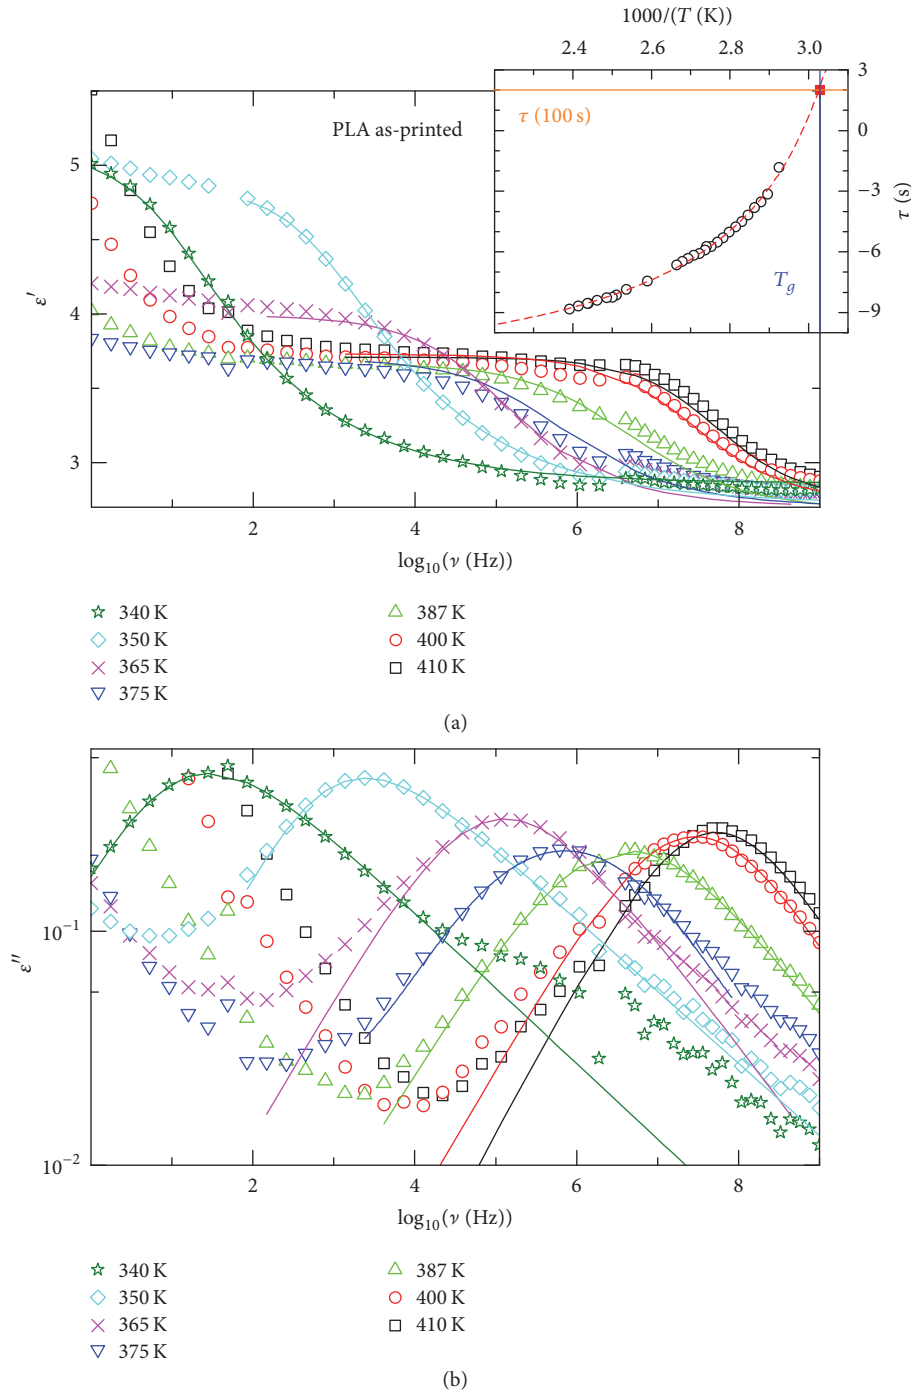 (a)
1000/(T (K))
2.4 2.6 2.8 3.0
3
0
−3
−6
−9
τ (s)
τ (100 s)
T_g
PLA as-printed
5
4
3
ε′
2 4 6 8
log₁₀(ν (Hz))
340 K
350 K
365 K
375 K
387 K
400 K
410 K
(a)
10⁻¹
10⁻²
ε″
2 4 6 8
log₁₀(ν (Hz))
340 K
350 K
365 K
375 K
387 K
400 K
410 K
(b)